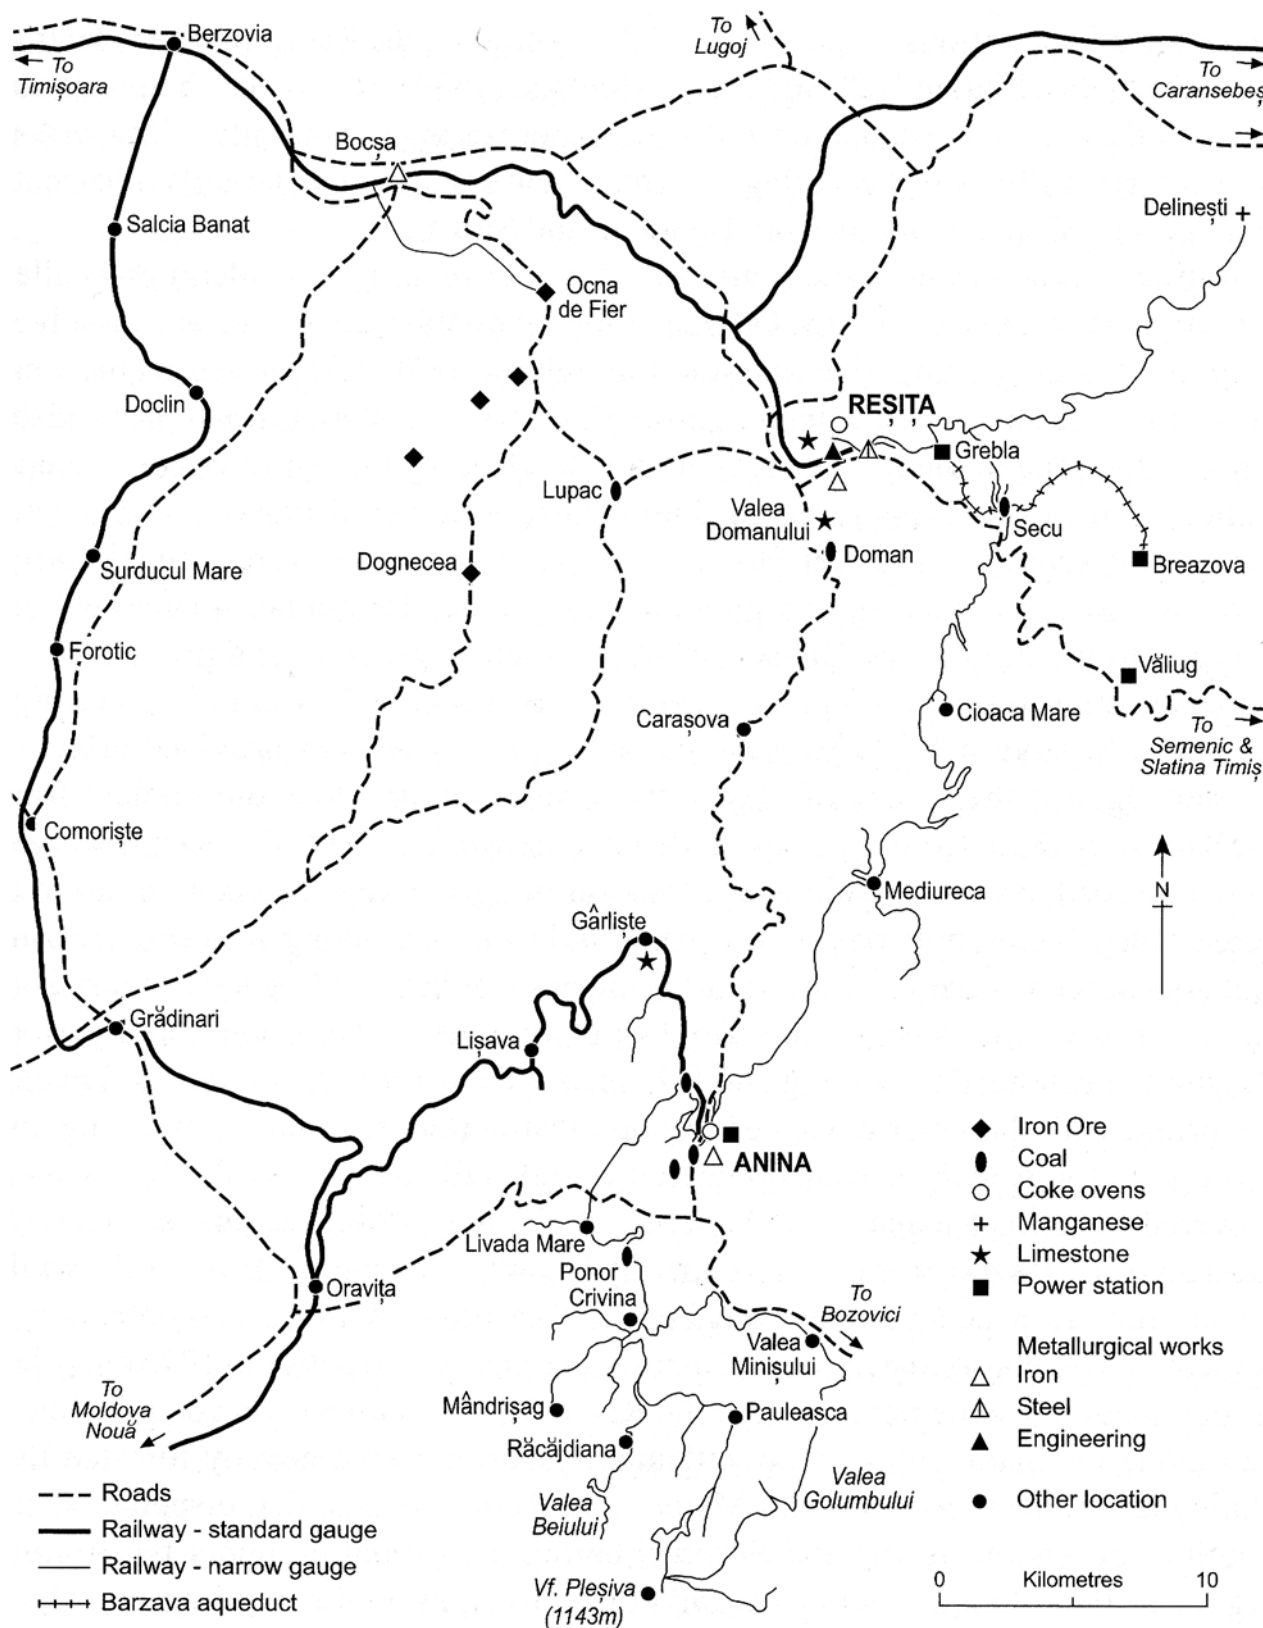 Berzovia
To
Timișoara
To
Lugoj
To
Caransebeș
Bocșa
Delinești
Salcia Banat
Ocna
de Fier
Doclin
REȘIȚA
Grebla
Lupac
Valea
Domanului
Secu
Doman
Breazova
Surducul Mare
Dognecea
Forotic
Văliug
Carașova
Cioaca Mare
To
Semenic &
Slatina Timiș
Comoriște
Mediureca
N
Gârliște
Grădinari
Lișava
ANINA
Livada Mare
Ponor
Crivina
Oravița
To
Bozovici
Valea
Minișului
To
Moldova
Nouă
Mândrișag
Pauleasca
Răcăjdiana
Valea
Beiului
Valea
Golumbului
Vf. Pleșiva
(1143m)
Iron Ore
Coal
Coke ovens
Manganese
Limestone
Power station
Metallurgical works
Iron
Steel
Engineering
Other location
Roads
Railway - standard gauge
Railway - narrow gauge
Barzava aqueduct
0 Kilometres 10